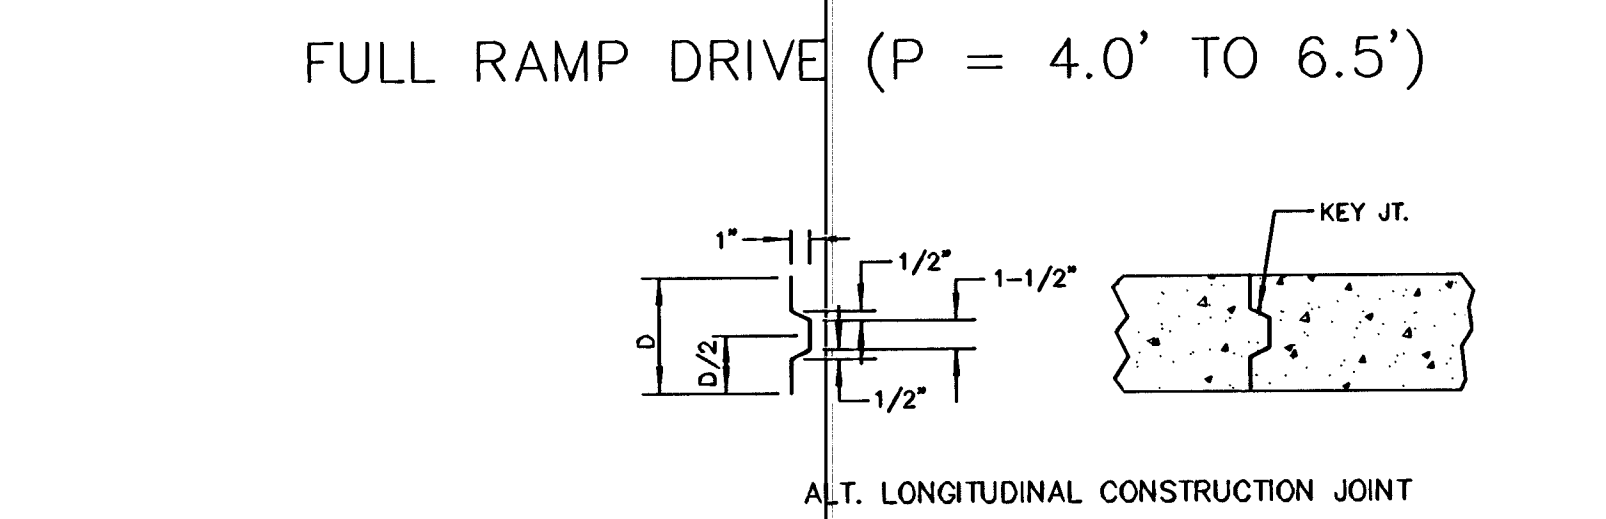 FULL RAMP DRIVE (P = 4.0' TO 6.5')
KEY JT.
1"
1/2"
1-1/2"
D
D/2
1/2"
ALT. LONGITUDINAL CONSTRUCTION JOINT